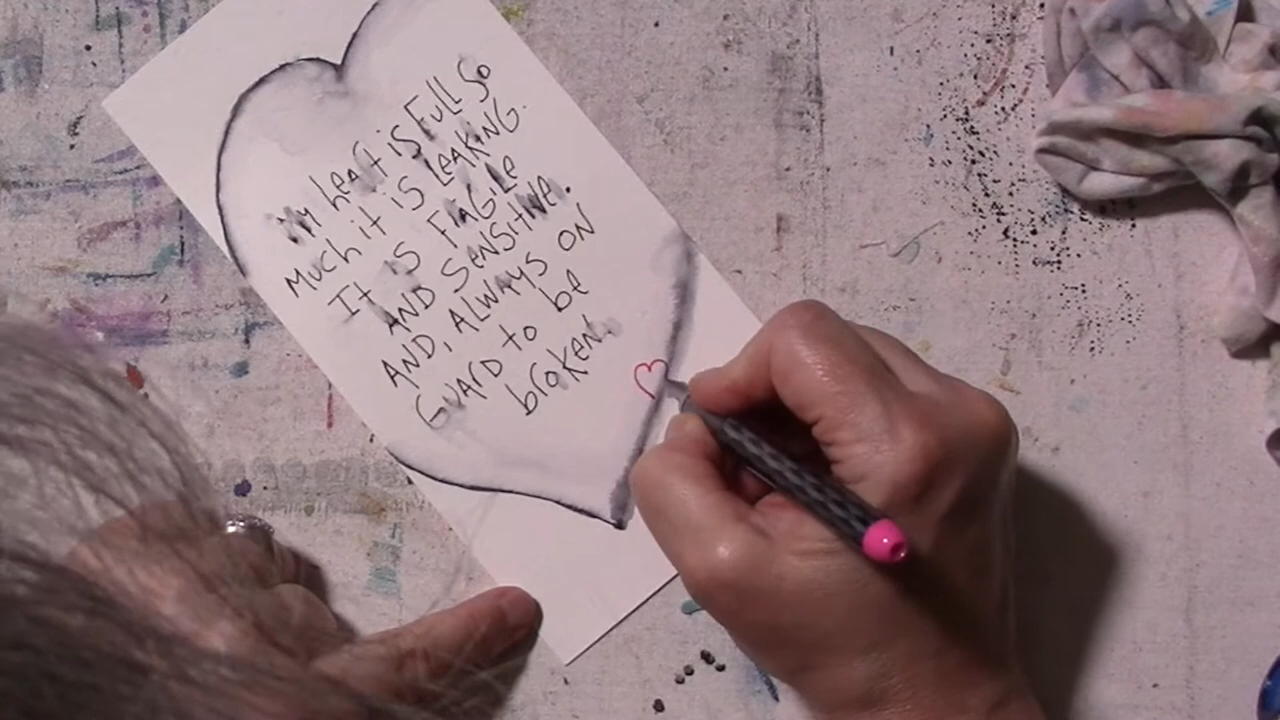 My heart is FULL SO
MUch it is LEAKING.
It is FRAGILE
AND SENSitive.
AND, ALWAYS ON
GUARD to be
broken.